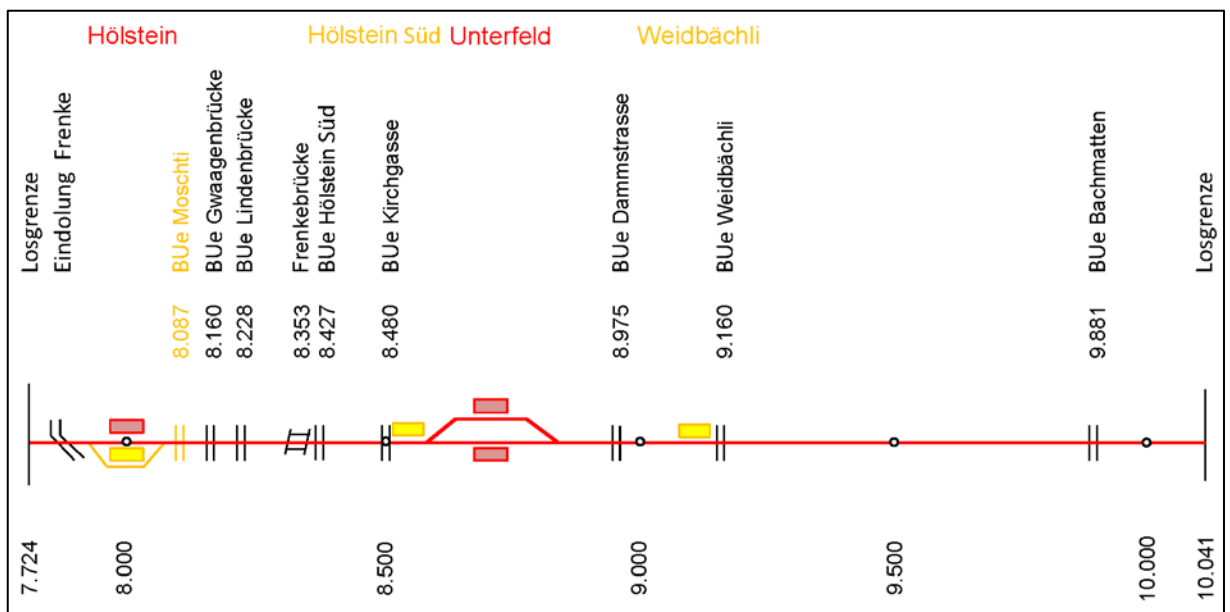 Hölstein
Hölstein Süd
Unterfeld
Weidbächli
Losgrenze
Eindolung Frenke
BUe Moschti
BUe Gwaagenbrücke
BUe Lindenbrücke
Frenkebrücke
BUe Hölstein Süd
BUe Kirchgasse
BUe Dammstrasse
BUe Weidbächli
BUe Bachmatten
Losgrenze
8.087
8.160
8.228
8.353
8.427
8.480
8.975
9.160
9.881
7.724
8.000
8.500
9.000
9.500
10.000
10.041